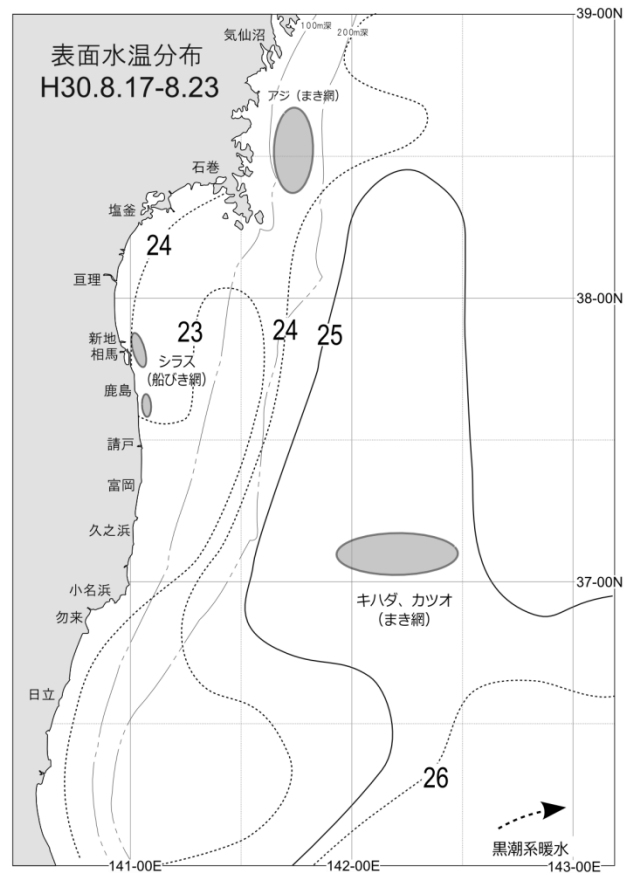 39-00N
気仙沼
100m深
200m深
表面水温分布
H30.8.17-8.23
アジ（まき網）
石巻
塩釜
24
亘理
38-00N
新地
相馬
23
24
25
シラス
（船びき網）
鹿島
請戸
富岡
久之浜
37-00N
小名浜
キハダ、カツオ
（まき網）
勿来
日立
26
黒潮系暖水
141-00E
142-00E
143-00E